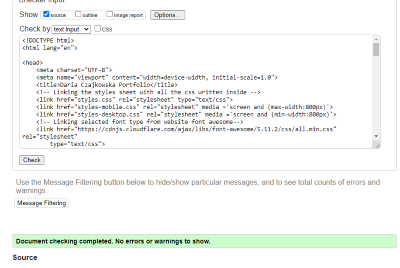 Checker Input
Show source outline image report Options...
Check by text input css
<!DOCTYPE html>
<html lang="en">
<head>
<meta charset="UTF-8">
<meta name="viewport" content="width=device-width, initial-scale=1.0">
<title>Daria Czajkowska Portfolio</title>
<!-- Linking the styles sheet with all the css written inside -->
<link href="styles.css" rel="stylesheet" type="text/css">
<link href="styles-mobile.css" rel="stylesheet" media ='screen and (max-width:800px)'>
<link href="styles-desktop.css" rel="stylesheet" media ='screen and (min-width:800px)'>
<!-- Linking selected font type from website font awesome-->
<link href="https://cdnjs.cloudflare.com/ajax/libs/font-awesome/5.11.2/css/all.min.css"
rel="stylesheet"
type="text/css">
Check
Use the Message Filtering button below to hide/show particular messages, and to see total counts of errors and
warnings.
Message Filtering
Document checking completed. No errors or warnings to show.
Source